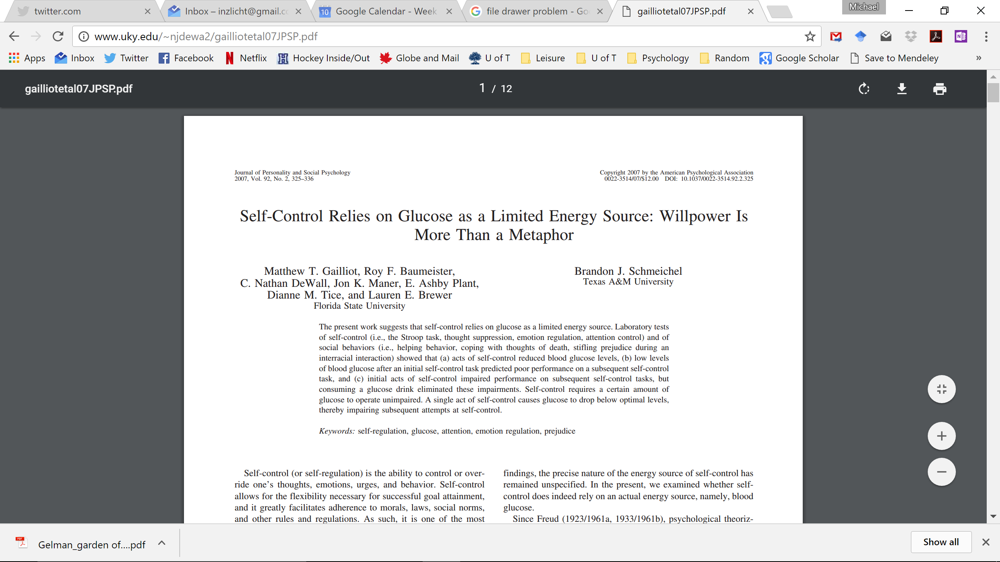 twitter.com
Inbox – inzlicht@gmail.cc
Google Calendar - Week
file drawer problem - Goo
gailliotetal07JPSP.pdf
Michael
www.uky.edu/~njdewa2/gailliotetal07JPSP.pdf
Apps
Inbox
Twitter
Facebook
Netflix
Hockey Inside/Out
Globe and Mail
U of T
Leisure
U of T
Psychology
Random
Google Scholar
Save to Mendeley
»
gailliotetal07JPSP.pdf
1 / 12
Journal of Personality and Social Psychology
2007, Vol. 92, No. 2, 325–336
Copyright 2007 by the American Psychological Association
0022-3514/07/$12.00 DOI: 10.1037/0022-3514.92.2.325
Self-Control Relies on Glucose as a Limited Energy Source: Willpower Is
More Than a Metaphor
Matthew T. Gailliot, Roy F. Baumeister,
C. Nathan DeWall, Jon K. Maner, E. Ashby Plant,
Dianne M. Tice, and Lauren E. Brewer
Florida State University
Brandon J. Schmeichel
Texas A&M University
The present work suggests that self-control relies on glucose as a limited energy source. Laboratory tests
of self-control (i.e., the Stroop task, thought suppression, emotion regulation, attention control) and of
social behaviors (i.e., helping behavior, coping with thoughts of death, stifling prejudice during an
interracial interaction) showed that (a) acts of self-control reduced blood glucose levels, (b) low levels
of blood glucose after an initial self-control task predicted poor performance on a subsequent self-control
task, and (c) initial acts of self-control impaired performance on subsequent self-control tasks, but
consuming a glucose drink eliminated these impairments. Self-control requires a certain amount of
glucose to operate unimpaired. A single act of self-control causes glucose to drop below optimal levels,
thereby impairing subsequent attempts at self-control.
Keywords: self-regulation, glucose, attention, emotion regulation, prejudice
Self-control (or self-regulation) is the ability to control or over-
ride one's thoughts, emotions, urges, and behavior. Self-control
allows for the flexibility necessary for successful goal attainment,
and it greatly facilitates adherence to morals, laws, social norms,
and other rules and regulations. As such, it is one of the most
findings, the precise nature of the energy source of self-control has
remained unspecified. In the present, we examined whether self-
control does indeed rely on an actual energy source, namely, blood
glucose.
Since Freud (1923/1961a, 1933/1961b), psychological theoriz-
Gelman_garden of....pdf
Show all